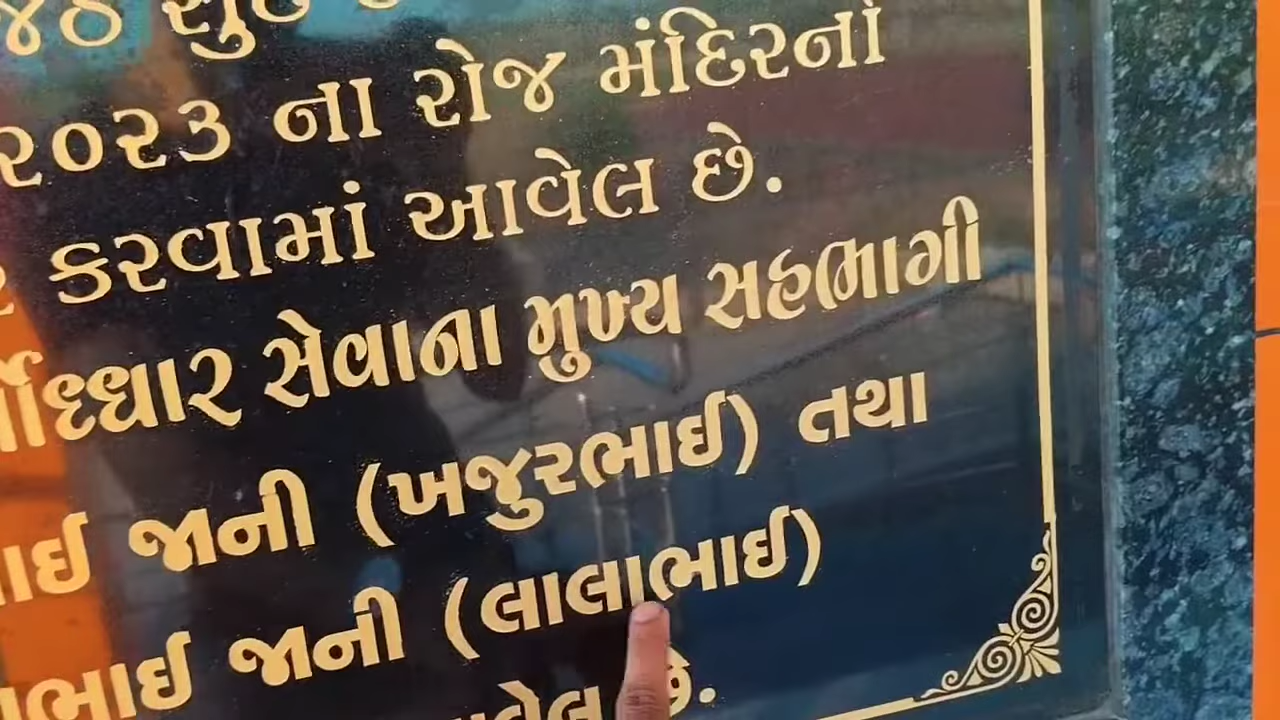 જેઠ સુદ
૨૦૨૩ ના રોજ મંદિરનો
કરવામાં આવેલ છે.
સેવાના મુખ્ય સહભાગી
જાની (ખજુરભાઈ) તથા
જાની (લાલાભાઈ)
છે.